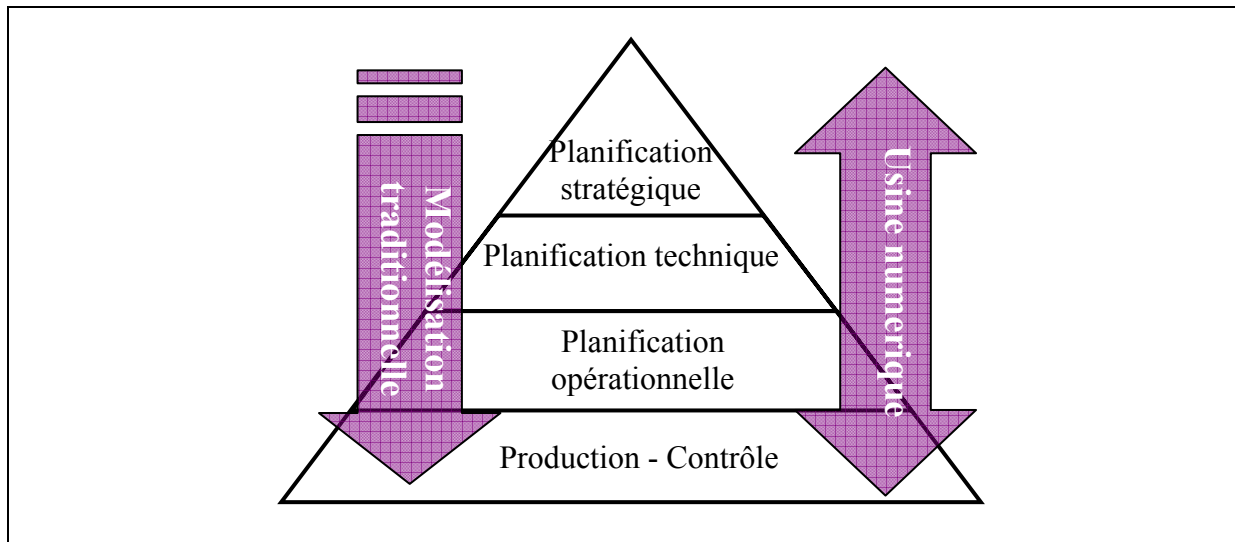 Planification
stratégique
Planification technique
Planification
opérationnelle
Production - Contrôle
Modélisation
traditionnelle
Usine numerique